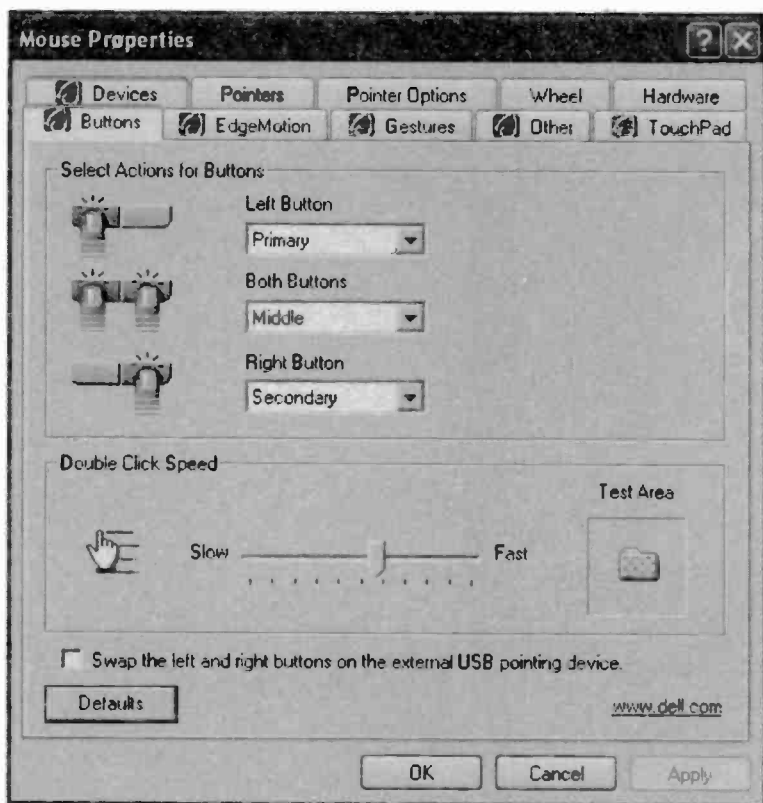 Mouse Properties
Devices Pointers Pointer Options Wheel Hardware
Buttons EdgeMotion Gestures Other TouchPad
Select Actions for Buttons
Left Button
Primary
Both Buttons
Middle
Right Button
Secondary
Double Click Speed
Test Area
Slow Fast
Swap the left and right buttons on the external USB pointing device.
Defaults www.dell.com
OK Cancel Apply